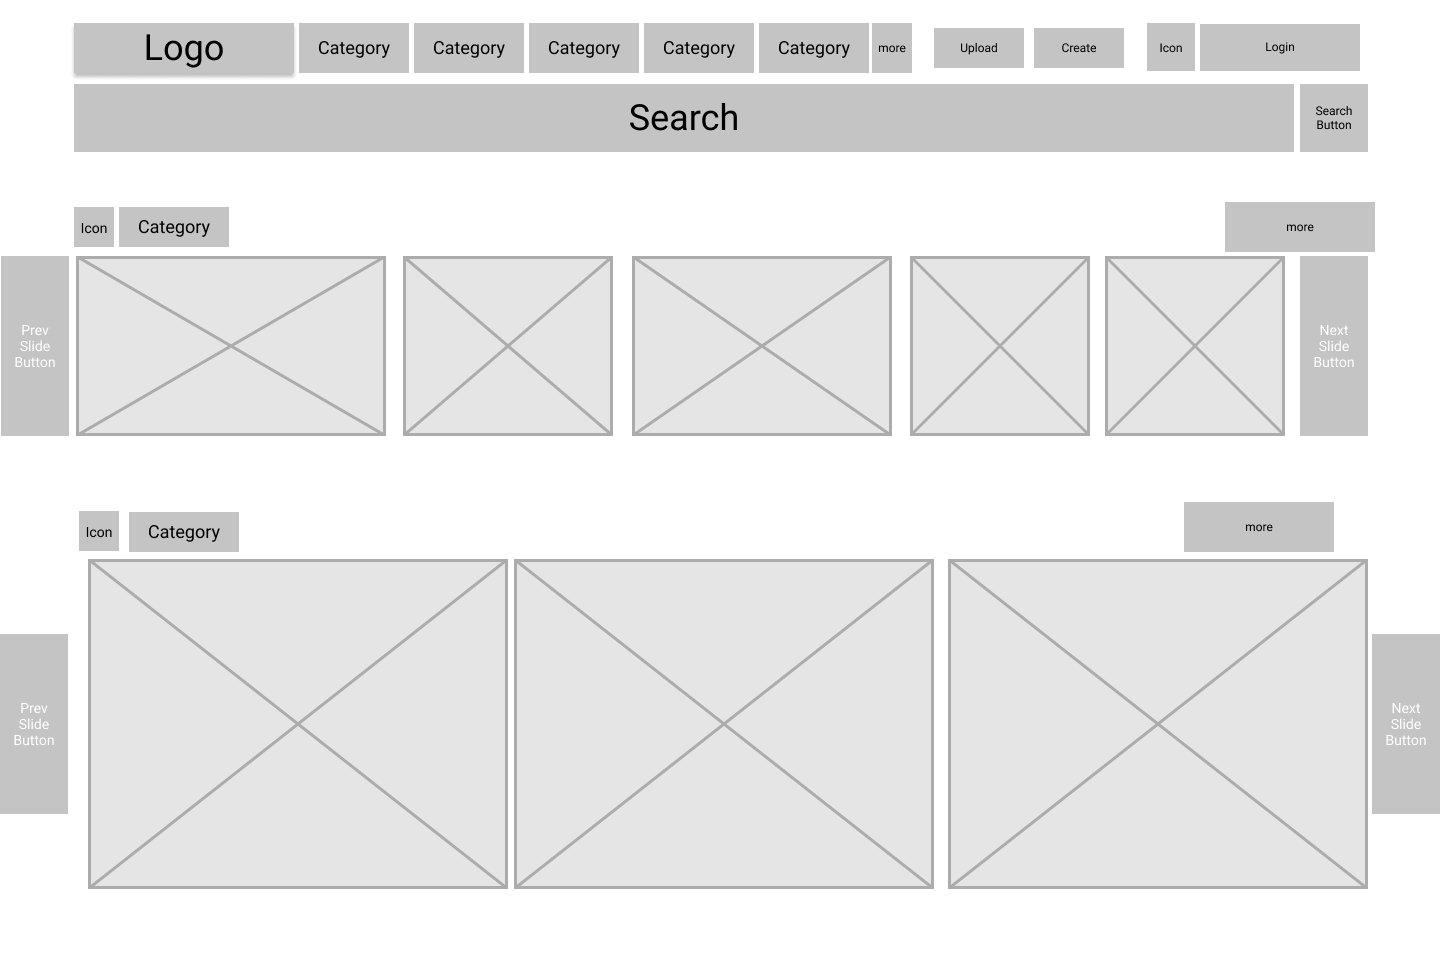 Logo
Category
Category
Category
Category
Category
more
Upload
Create
Icon
Login
Search
Search
Button
Icon
Category
more
Prev
Slide
Button
Next
Slide
Button
Icon
Category
more
Prev
Slide
Button
Next
Slide
Button